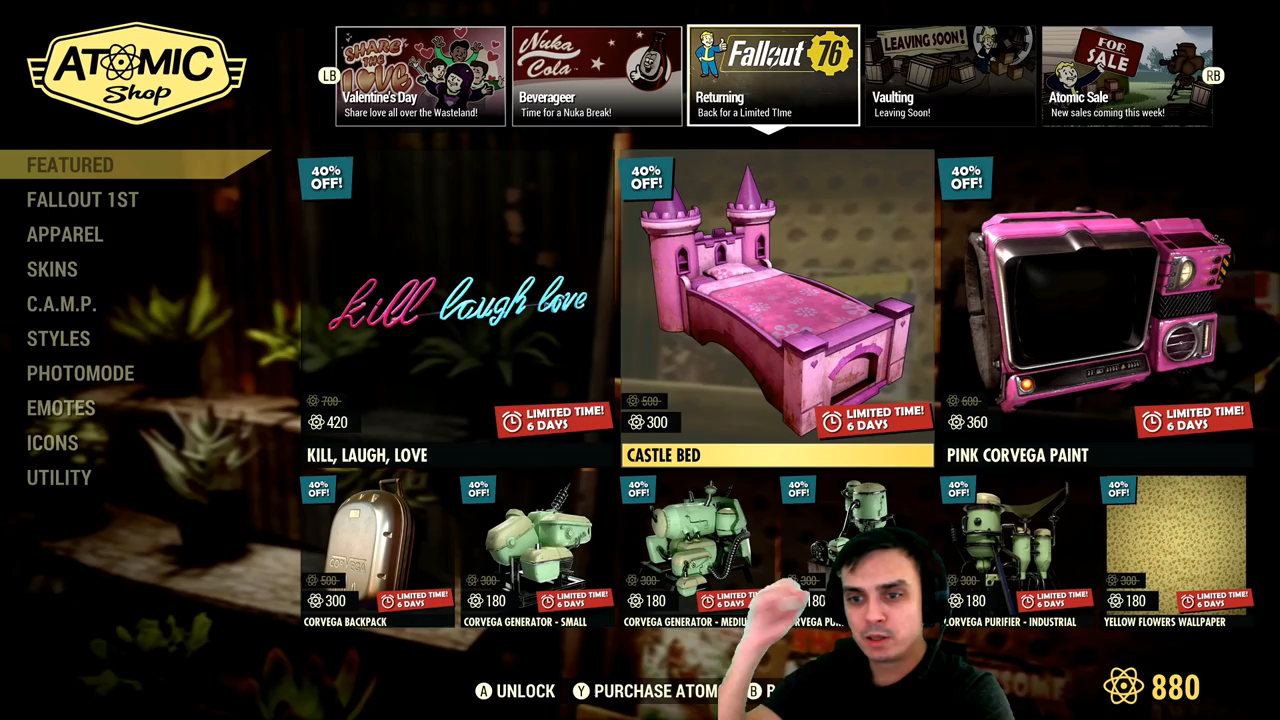 ATOMIC
Shop
LB
SHARE
THE
LOVE
Valentine's Day
Share love all over the Wasteland!
Nuka
Cola
Beverageer
Time for a Nuka Break!
Fallout 76
Returning
Back for a Limited TIme
LEAVING SOON!
Vaulting
Leaving Soon!
FOR
SALE
Atomic Sale
New sales coming this week!
RB
FEATURED
FALLOUT 1ST
APPAREL
SKINS
C.A.M.P.
STYLES
PHOTOMODE
EMOTES
ICONS
UTILITY
40%
OFF!
kill laugh love
700
420
LIMITED TIME!
6 DAYS
KILL, LAUGH, LOVE
40%
OFF!
500
300
LIMITED TIME!
6 DAYS
CASTLE BED
40%
OFF!
600
360
LIMITED TIME!
6 DAYS
PINK CORVEGA PAINT
40%
OFF!
CORVEGA
500
300
LIMITED TIME!
6 DAYS
CORVEGA BACKPACK
40%
OFF!
300
180
LIMITED TIME!
6 DAYS
CORVEGA GENERATOR - SMALL
40%
OFF!
300
180
LIMITED
6 DAYS
CORVEGA GENERATOR - MEDIU
40%
OFF!
300
180
CORVEGA PU
40%
OFF!
300
180
LIMITED TIME!
6 DAYS
CORVEGA PURIFIER - INDUSTRIAL
40%
OFF!
300
180
LIMITED TIME!
6 DAYS
YELLOW FLOWERS WALLPAPER
A UNLOCK
Y PURCHASE ATOM
B P
880